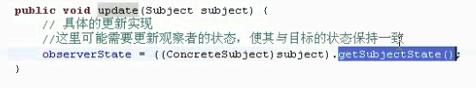 public void update(Subject subject) {
// 具体的更新实现
//这里可能需要更新观察者的状态，使其与目标的状态保持一致
observerState = ((ConcreteSubject)subject).getSubjectState();
}